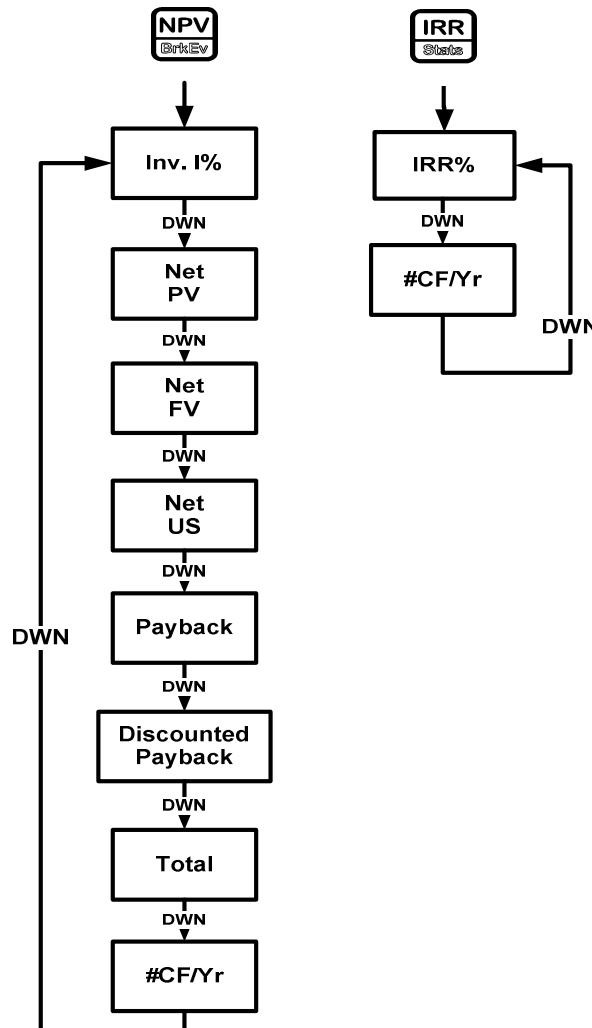 NPV
BrkEv
Inv. I%
DWN
Net
PV
DWN
Net
FV
DWN
Net
US
DWN
Payback
DWN
Discounted
Payback
DWN
Total
DWN
#CF/Yr
DWN
IRR
Stats
IRR%
DWN
#CF/Yr
DWN